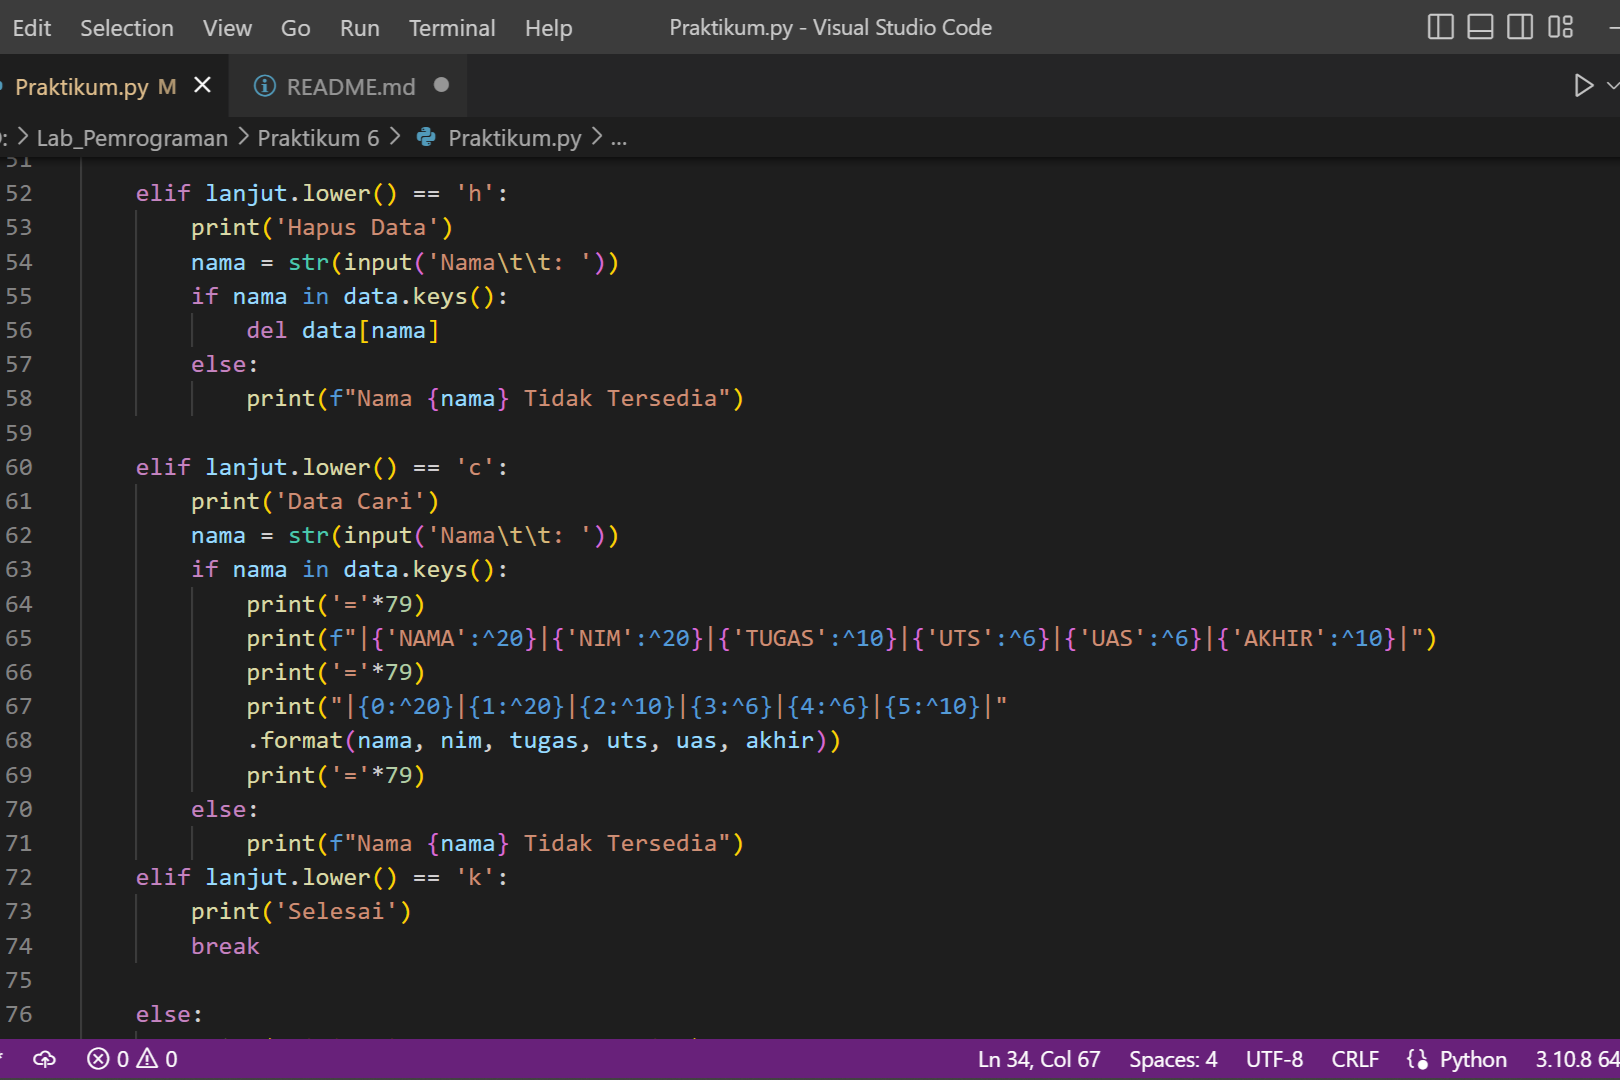 Edit Selection View Go Run Terminal Help Praktikum.py - Visual Studio Code
Praktikum.py M README.md
: > Lab_Pemrograman > Praktikum 6 > Praktikum.py > ...
51
52 elif lanjut.lower() == 'h':
53 print('Hapus Data')
54 nama = str(input('Nama\t\t: '))
55 if nama in data.keys():
56 del data[nama]
57 else:
58 print(f"Nama {nama} Tidak Tersedia")
59
60 elif lanjut.lower() == 'c':
61 print('Data Cari')
62 nama = str(input('Nama\t\t: '))
63 if nama in data.keys():
64 print('='*79)
65 print(f"|{'NAMA':^20}|{'NIM':^20}|{'TUGAS':^10}|{'UTS':^6}|{'UAS':^6}|{'AKHIR':^10}|")
66 print('='*79)
67 print("|{0:^20}|{1:^20}|{2:^10}|{3:^6}|{4:^6}|{5:^10}|"
68 .format(nama, nim, tugas, uts, uas, akhir))
69 print('='*79)
70 else:
71 print(f"Nama {nama} Tidak Tersedia")
72 elif lanjut.lower() == 'k':
73 print('Selesai')
74 break
75
76 else:
0 0 Ln 34, Col 67 Spaces: 4 UTF-8 CRLF Python 3.10.8 64